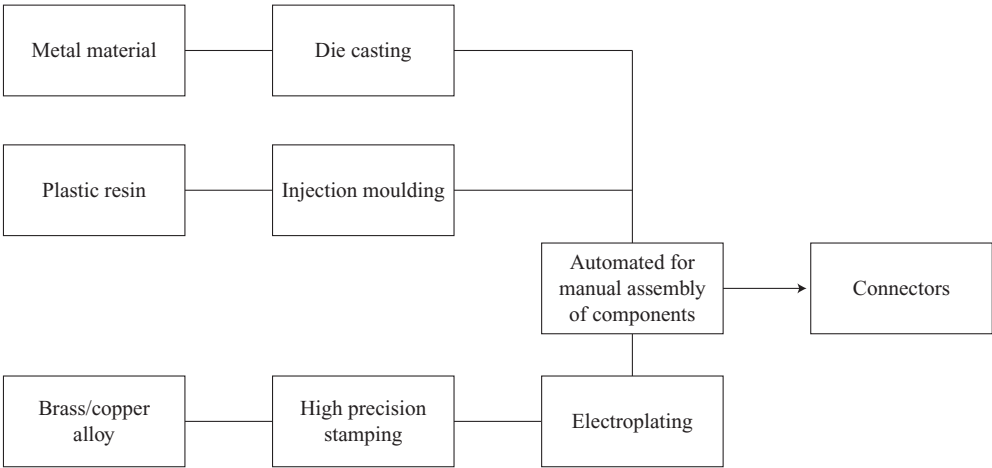 Metal material
Die casting
Plastic resin
Injection moulding
Automated for
manual assembly
of components
Connectors
Brass/copper
alloy
High precision
stamping
Electroplating